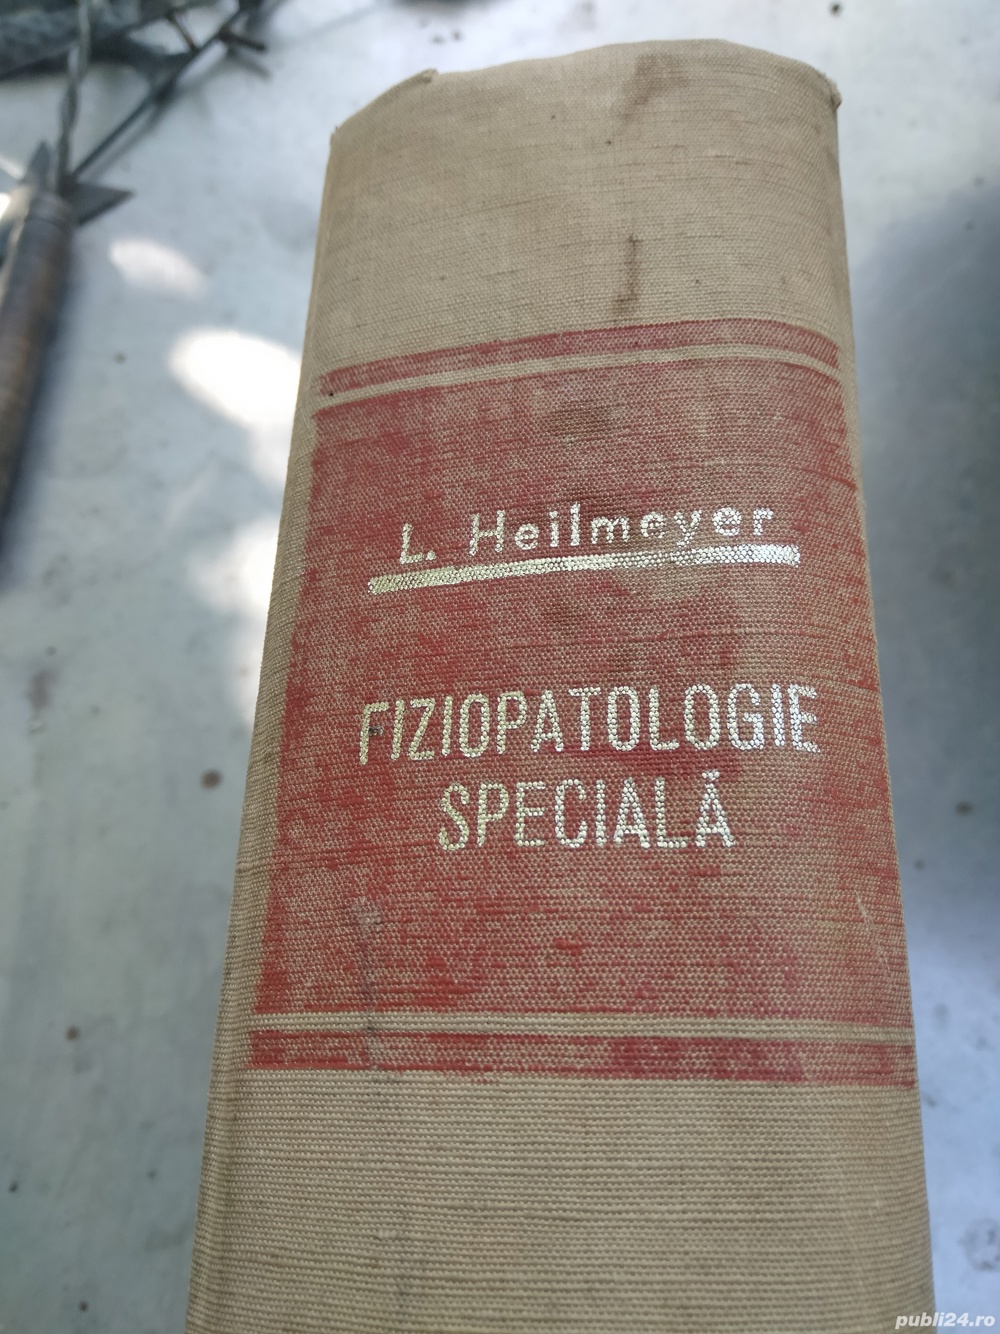 L. Heilmeyer
FIZIOPATOLOGIE
SPECIALĂ
publi24.ro